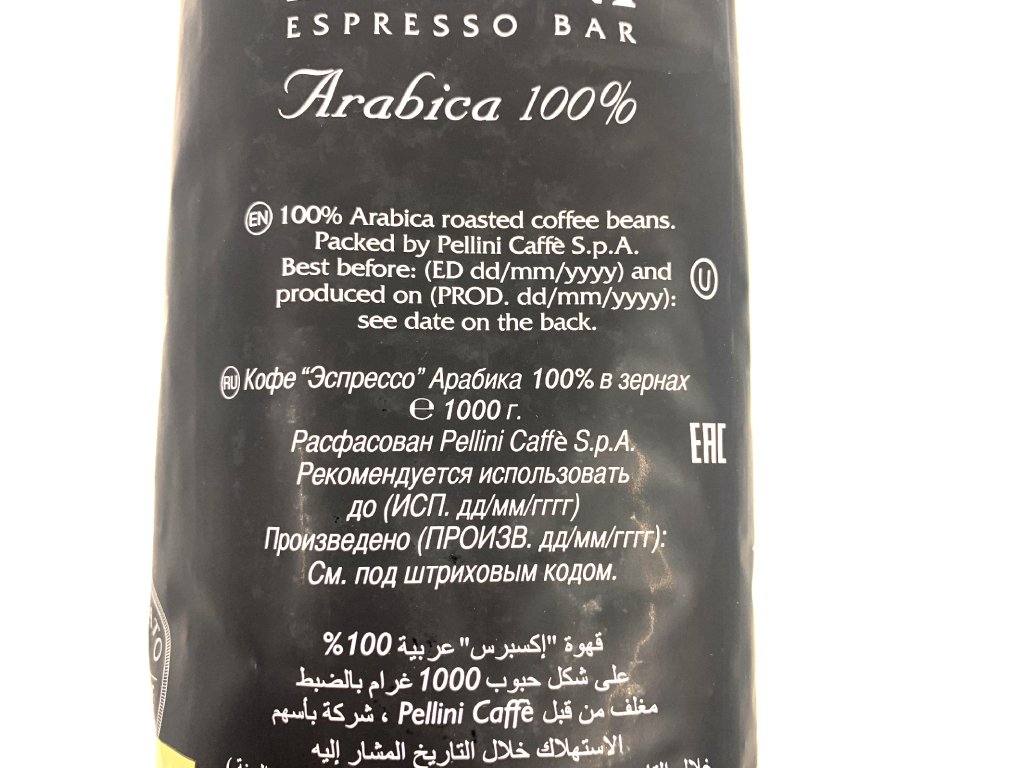 ESPRESSO BAR
Arabica 100%
EN 100% Arabica roasted coffee beans.
Packed by Pellini Caffè S.p.A.
Best before: (ED dd/mm/yyyy) and
produced on (PROD. dd/mm/yyyy):
see date on the back.
U
RU Кофе “Эспрессо” Арабика 100% в зернах
℮ 1000 г.
Расфасован Pellini Caffè S.p.A.
Рекомендуется использовать
до (ИСП. дд/мм/гггг)
Произведено (ПРОИЗВ. дд/мм/гггг):
См. под штриховым кодом.
EAC
قهوة "إكسبرس" عربية 100%
على شكل حبوب 1000 غرام بالضبط
مغلف من قبل Pellini Caffè ، شركة بأسهم
الاستهلاك خلال التاريخ المشار إليه